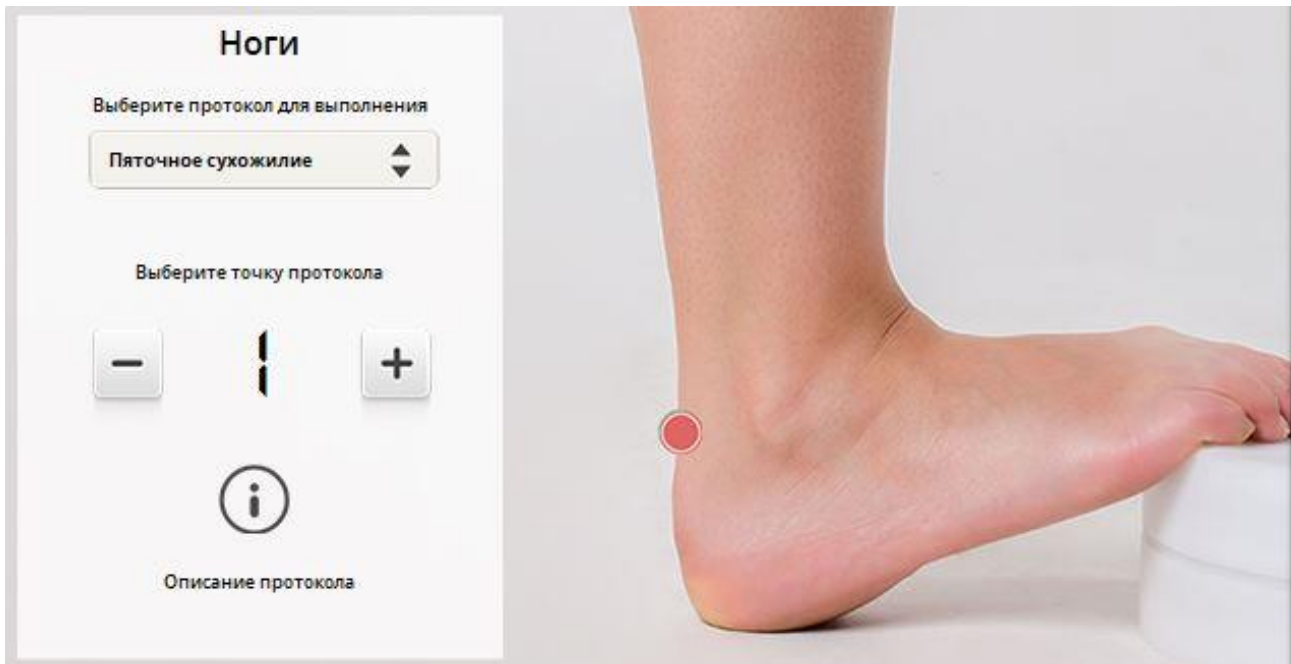 Ноги
Выберите протокол для выполнения
Пяточное сухожилие
Выберите точку протокола
1
Описание протокола